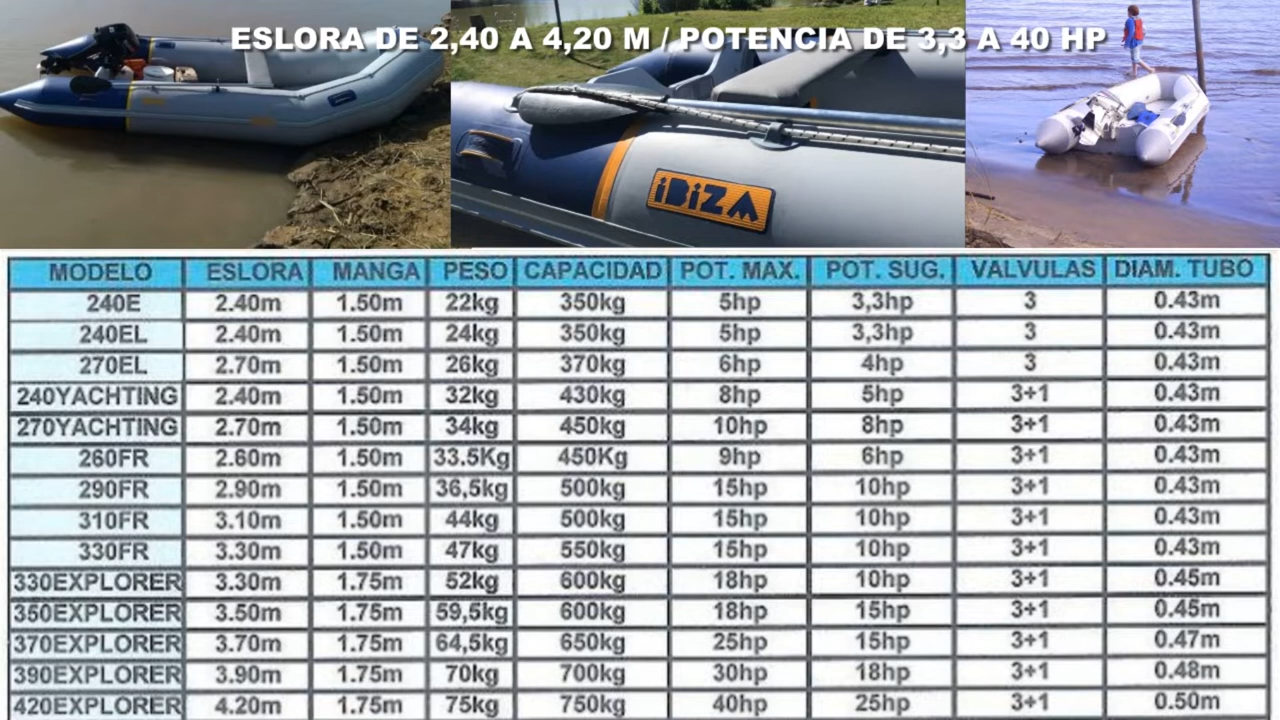 ESLORA DE 2,40 A 4,20 M / POTENCIA DE 3,3 A 40 HP
iBiZA
MODELO ESLORA MANGA PESO CAPACIDAD POT. MAX. POT. SUG. VALVULAS DIAM. TUBO
240E 2.40m 1.50m 22kg 350kg 5hp 3,3hp 3 0.43m
240EL 2.40m 1.50m 24kg 350kg 5hp 3,3hp 3 0.43m
270EL 2.70m 1.50m 26kg 370kg 6hp 4hp 3 0.43m
240YACHTING 2.40m 1.50m 32kg 430kg 8hp 5hp 3+1 0.43m
270YACHTING 2.70m 1.50m 34kg 450kg 10hp 8hp 3+1 0.43m
260FR 2.60m 1.50m 33.5Kg 450Kg 9hp 6hp 3+1 0.43m
290FR 2.90m 1.50m 36,5kg 500kg 15hp 10hp 3+1 0.43m
310FR 3.10m 1.50m 44kg 500kg 15hp 10hp 3+1 0.43m
330FR 3.30m 1.50m 47kg 550kg 15hp 10hp 3+1 0.43m
330EXPLORER 3.30m 1.75m 52kg 600kg 18hp 10hp 3+1 0.45m
350EXPLORER 3.50m 1.75m 59,5kg 600kg 18hp 15hp 3+1 0.45m
370EXPLORER 3.70m 1.75m 64,5kg 650kg 25hp 15hp 3+1 0.47m
390EXPLORER 3.90m 1.75m 70kg 700kg 30hp 18hp 3+1 0.48m
420EXPLORER 4.20m 1.75m 75kg 750kg 40hp 25hp 3+1 0.50m